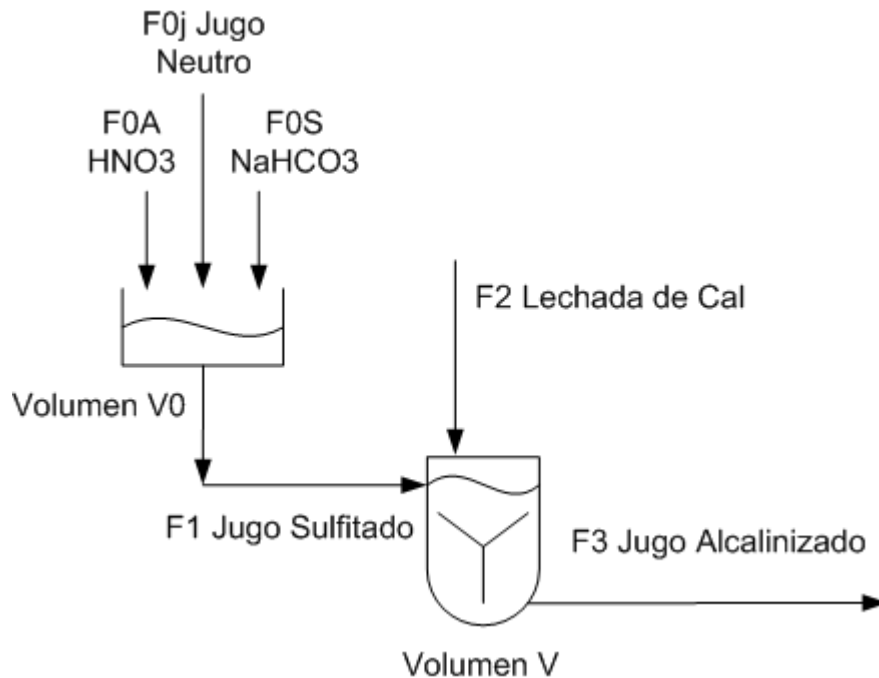 F0j Jugo
Neutro
F0A
HNO3
F0S
NaHCO3
F2 Lechada de Cal
Volumen V0
F1 Jugo Sulfitado
F3 Jugo Alcalinizado
Volumen V